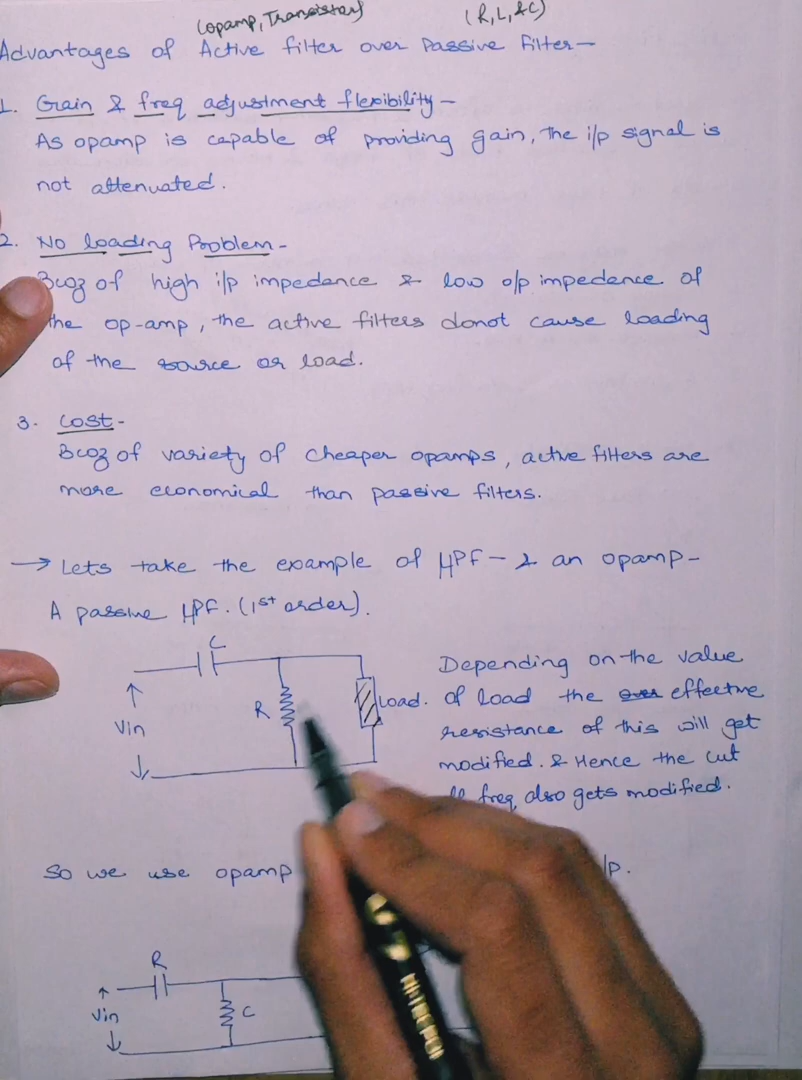 (opamp, Transistor) (R, L, & C)
Advantages of Active filter over Passive Filter-
1. Gain & freq adjustment flexibility-
As opamp is capable of providing gain, the i/p signal is
not attenuated.
2. No loading Problem-
Bcoz of high i/p impedance & low o/p impedence of
the op-amp, the active filters donot cause loading
of the source or load.
3. Cost-
Bcoz of variety of cheaper opamps, active filters are
more economical than passive filters.
→ Lets take the example of HPF- & an opamp-
A passive HPF. (1st order).
C
Vin
R
Load.
Depending on the value
of load the effective
resistance of this will get
modified. & Hence the cut
freq also gets modified.
So we use opamp
/p.
R
Vin
C